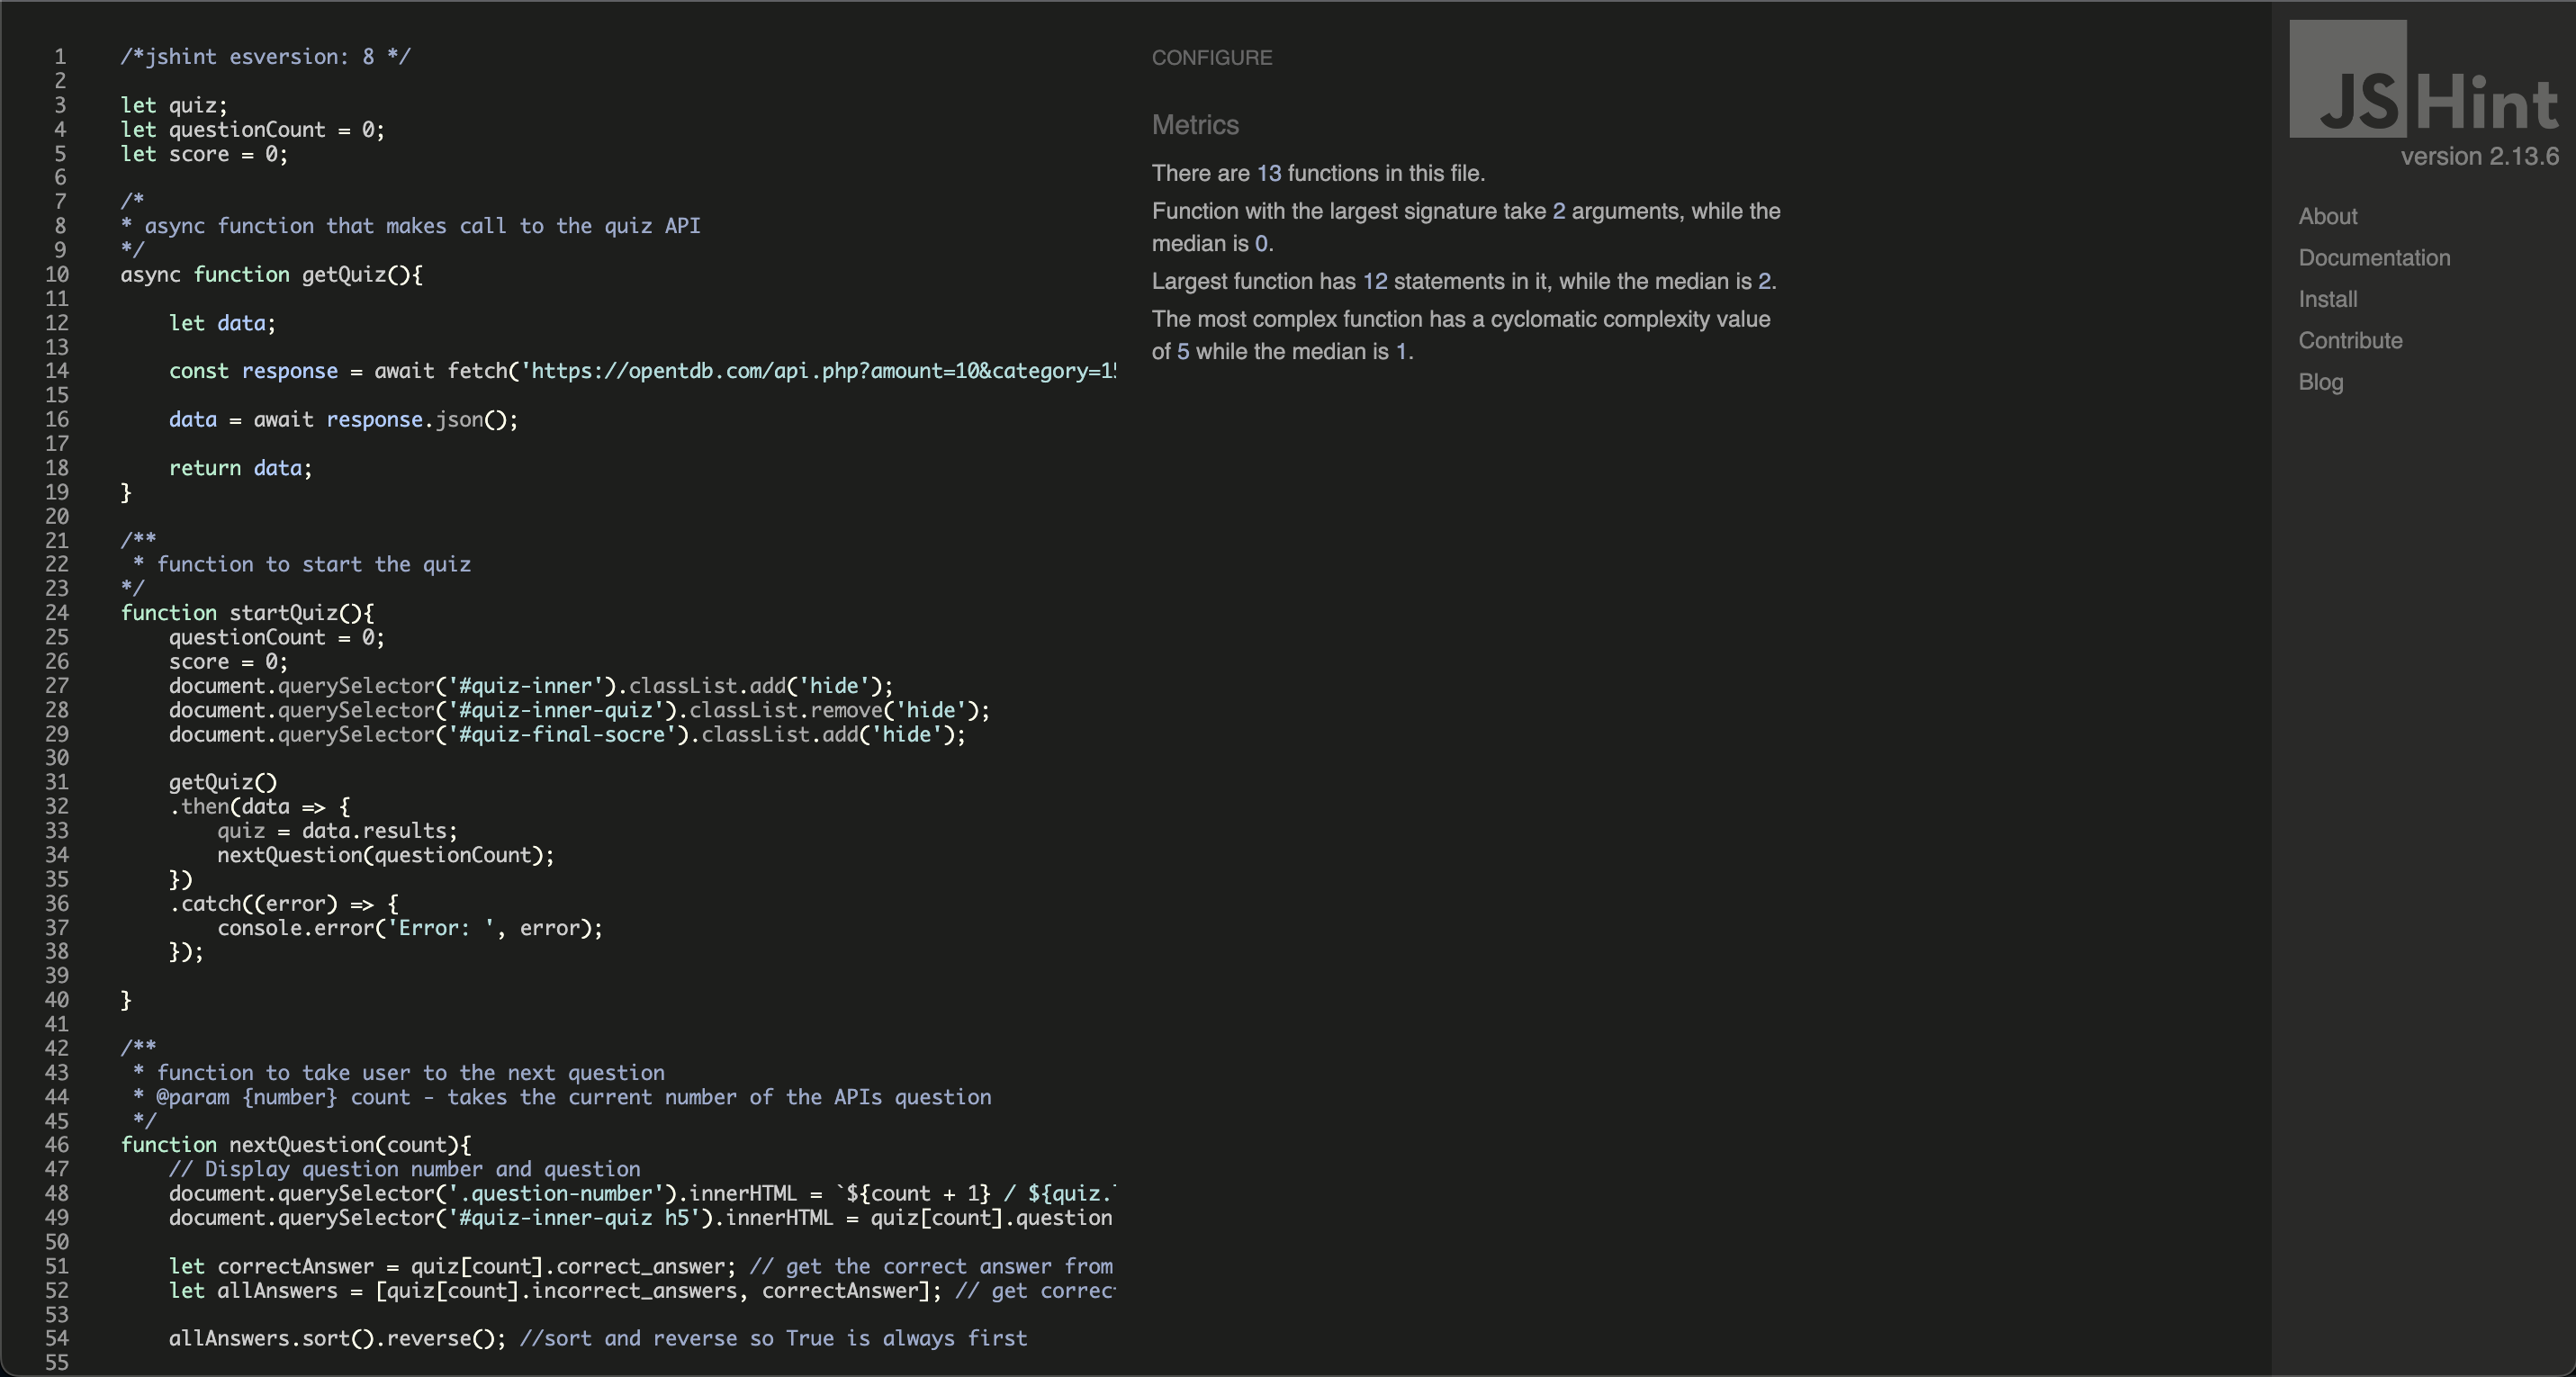 1 /*jshint esversion: 8 */
2
3 let quiz;
4 let questionCount = 0;
5 let score = 0;
6
7 /*
8 * async function that makes call to the quiz API
9 */
10 async function getQuiz(){
11
12 let data;
13
14 const response = await fetch('https://opentdb.com/api.php?amount=10&category=15
15
16 data = await response.json();
17
18 return data;
19 }
20
21 /**
22 * function to start the quiz
23 */
24 function startQuiz(){
25 questionCount = 0;
26 score = 0;
27 document.querySelector('#quiz-inner').classList.add('hide');
28 document.querySelector('#quiz-inner-quiz').classList.remove('hide');
29 document.querySelector('#quiz-final-socre').classList.add('hide');
30
31 getQuiz()
32 .then(data => {
33 quiz = data.results;
34 nextQuestion(questionCount);
35 })
36 .catch((error) => {
37 console.error('Error: ', error);
38 });
39
40 }
41
42 /**
43 * function to take user to the next question
44 * @param {number} count - takes the current number of the APIs question
45 */
46 function nextQuestion(count){
47 // Display question number and question
48 document.querySelector('.question-number').innerHTML = `${count + 1} / ${quiz.
49 document.querySelector('#quiz-inner-quiz h5').innerHTML = quiz[count].question
50
51 let correctAnswer = quiz[count].correct_answer; // get the correct answer from
52 let allAnswers = [quiz[count].incorrect_answers, correctAnswer]; // get correc
53
54 allAnswers.sort().reverse(); //sort and reverse so True is always first
55
CONFIGURE
Metrics
There are 13 functions in this file.
Function with the largest signature take 2 arguments, while the
median is 0.
Largest function has 12 statements in it, while the median is 2.
The most complex function has a cyclomatic complexity value
of 5 while the median is 1.
JSHint
version 2.13.6
About
Documentation
Install
Contribute
Blog